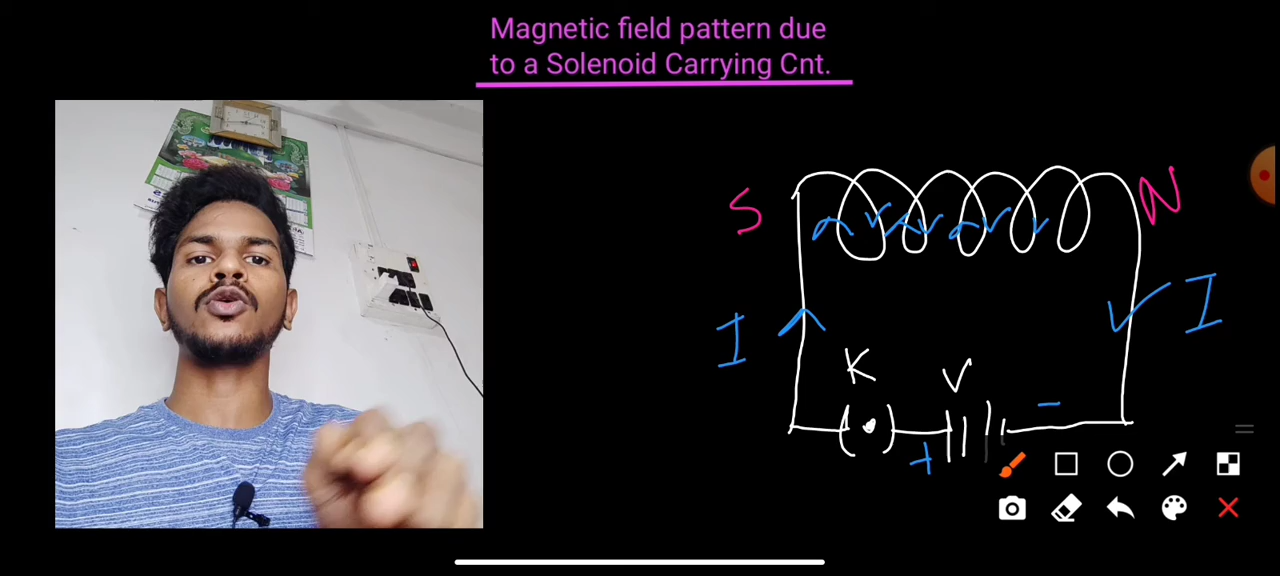 Magnetic field pattern due
to a Solenoid Carrying Cnt.
S
N
I
I
K
V
+
-